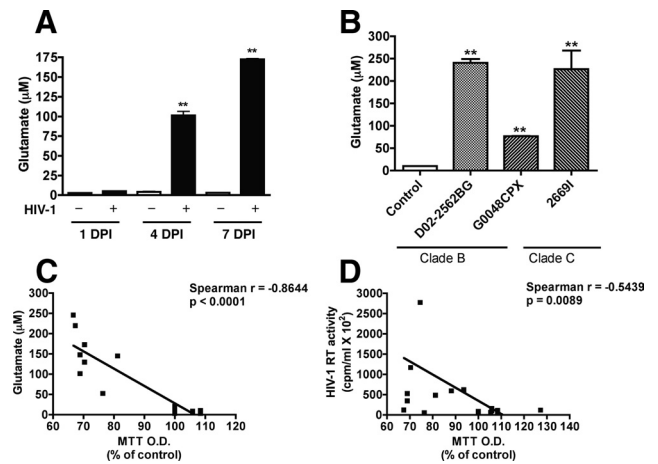 A
Glutamate (µM)
175
150
125
100
75
50
25
0
**
**
HIV-1 – + – + – +
1 DPI 4 DPI 7 DPI
B
Glutamate (µM)
300
250
200
150
100
50
0
**
**
**
Control D02-2562BG G0048CPX 2669I
Clade B Clade C
C
Spearman r = -0.8644
p < 0.0001
Glutamate (µM)
300
250
200
150
100
50
0
60 70 80 90 100 110 120
MTT O.D.
(% of control)
D
Spearman r = -0.5439
p = 0.0089
HIV-1 RT activity
(cpm/ml X 10²)
3000
2500
2000
1500
1000
500
0
60 70 80 90 100 110 120 130 140
MTT O.D.
(% of control)